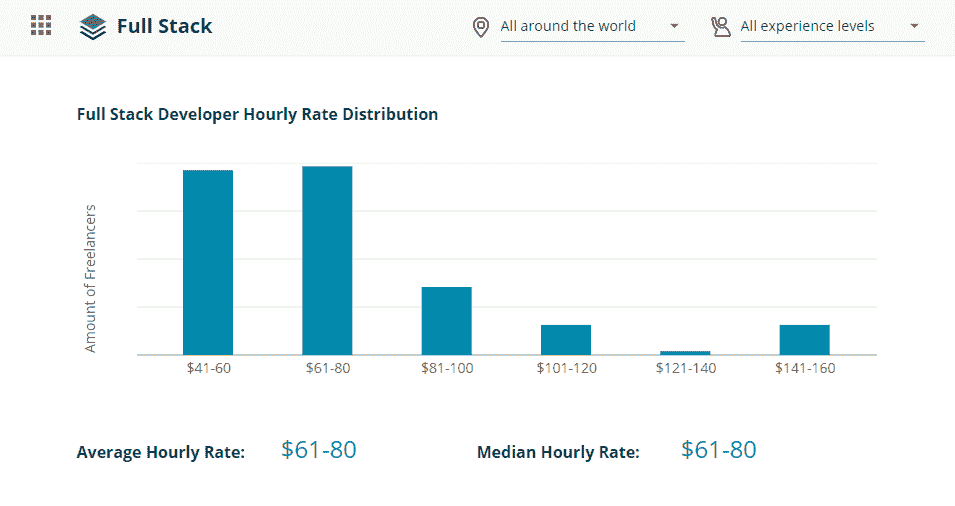 Full Stack
All around the world
All experience levels
Full Stack Developer Hourly Rate Distribution
Amount of Freelancers
$41-60 $61-80 $81-100 $101-120 $121-140 $141-160
Average Hourly Rate: $61-80 Median Hourly Rate: $61-80